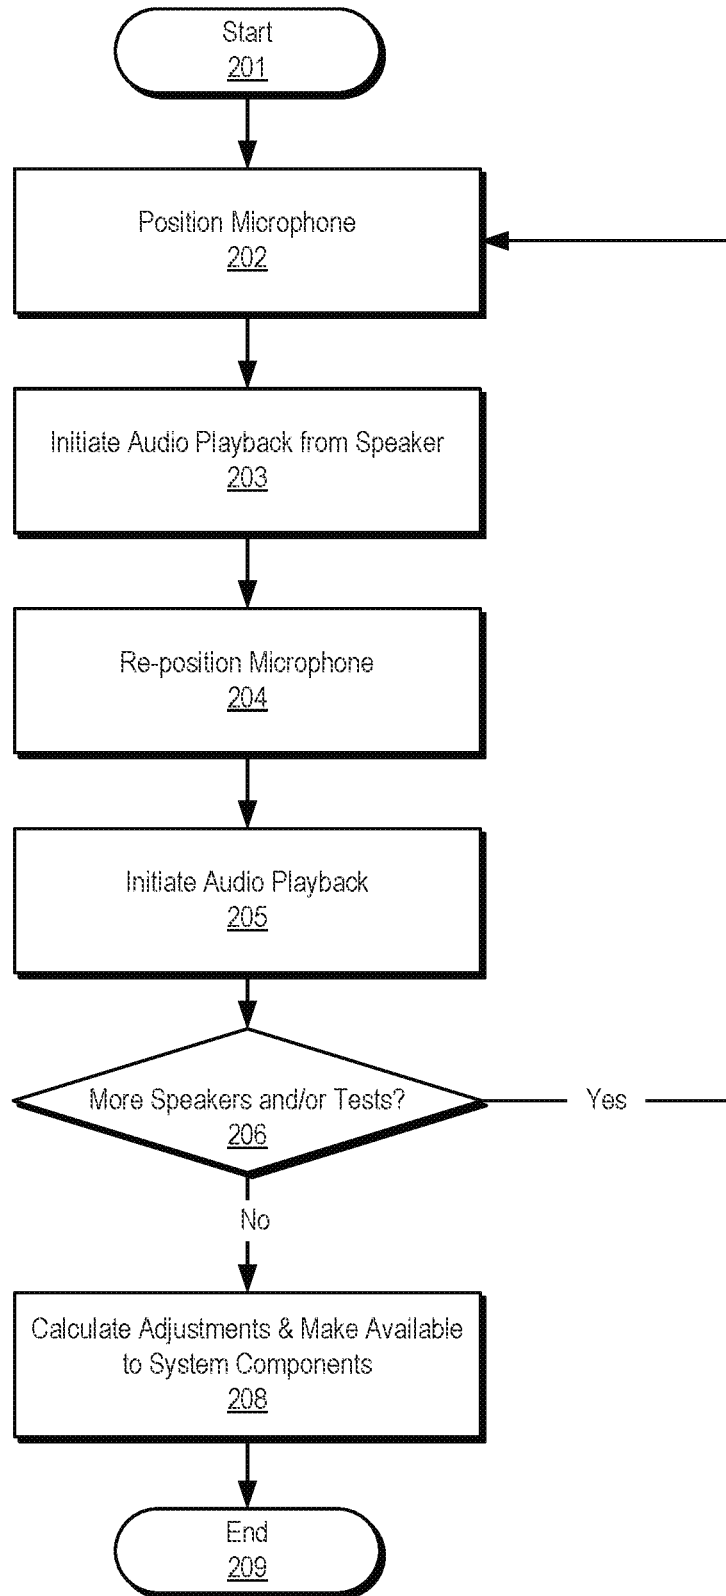 Start
201
Position Microphone
202
Initiate Audio Playback from Speaker
203
Re-position Microphone
204
Initiate Audio Playback
205
More Speakers and/or Tests?
206
Yes
No
Calculate Adjustments & Make Available
to System Components
208
End
209